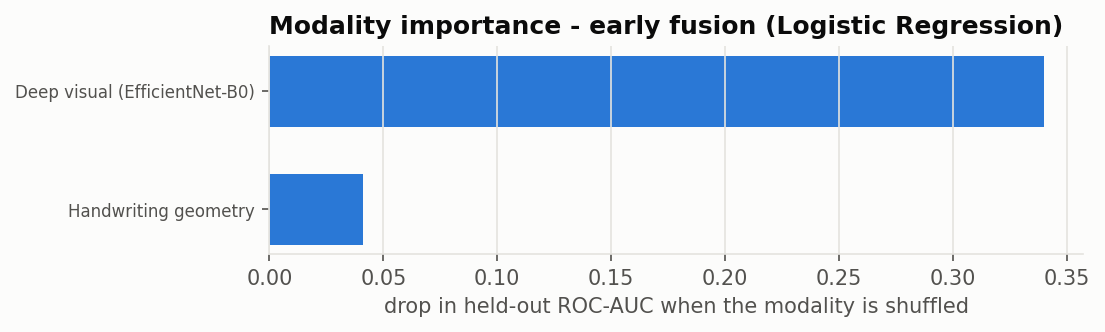 Modality importance - early fusion (Logistic Regression)
Deep visual (EfficientNet-B0)
Handwriting geometry
0.00 0.05 0.10 0.15 0.20 0.25 0.30 0.35
drop in held-out ROC-AUC when the modality is shuffled